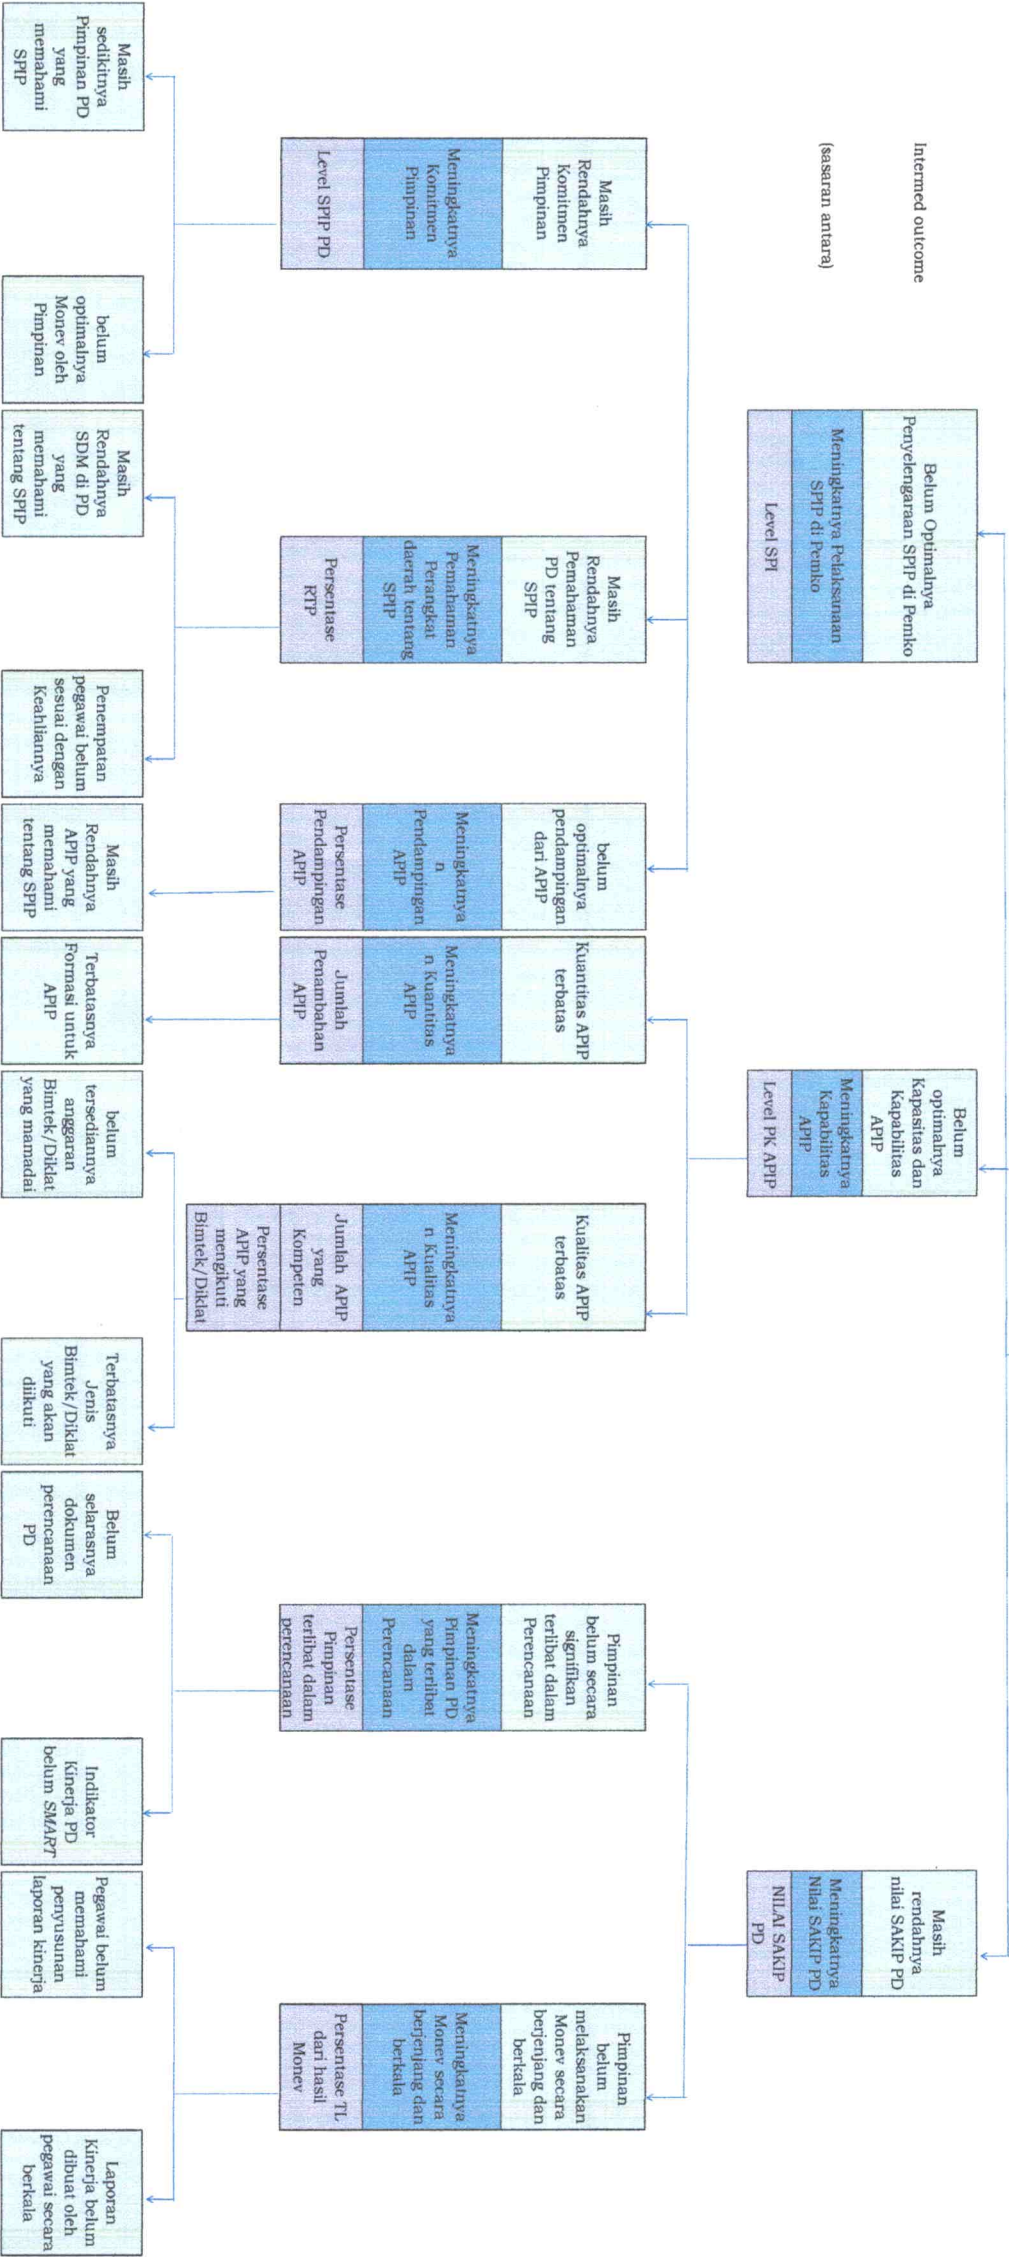 Intermed outcome
(sasaran antara)
Belum Optimalnya
Penyelengaraan SPIP di Pemko
Meningkatnya Pelaksanaan
SPIP di Pemko
Level SPI
Belum
optimalnya
Kapasitas dan
Kapabilitas
APIP
Meningkatnya
Kapabilitas
APIP
Level PK APIP
Masih
rendahnya
nilai SAKIP PD
Meningkatnya
Nilai SAKIP PD
NILAI SAKIP
PD
Masih
Rendahnya
Komitmen
Pimpinan
Meningkatnya
Komitmen
Pimpinan
Level SPIP PD
Masih
Rendahnya
Pemahaman
PD tentang
SPIP
Meningkatnya
Pemahaman
Perangkat
daerah tentang
SPIP
Persentase
RTP
belum
optimalnya
pendampingan
dari APIP
Meningkatnya
n
Pendampingan
APIP
Persentase
Pendampingan
APIP
Kuantitas APIP
terbatas
Meningkatnya
n Kuantitas
APIP
Jumlah
Penambahan
APIP
Kualitas APIP
terbatas
Meningkatnya
n Kualitas
APIP
Jumlah APIP
yang
Kompeten
Persentase
APIP yang
mengikuti
Bimtek/Diklat
Pimpinan
belum secara
signifikan
terlibat dalam
Perencanaan
Meningkatnya
Pimpinan PD
yang terlibat
dalam
Perencanaan
Persentase
Pimpinan
terlibat dalam
perencanaan
Pimpinan
belum
melaksanakan
Monev secara
berjenjang dan
berkala
Meningkatnya
Monev secara
berjenjang dan
berkala
Persentase TL
dari hasil
Monev
Masih
sedikitnya
Pimpinan PD
yang
memahami
SPIP
belum
optimalnya
Monev oleh
Pimpinan
Masih
Rendahnya
SDM di PD
yang
memahami
tentang SPIP
Penempatan
pegawai belum
sesuai dengan
Keahliannya
Masih
Rendahnya
APIP yang
memahami
tentang SPIP
Terbatasnya
Formasi untuk
APIP
belum
tersediannya
anggaran
Bimtek/Diklat
yang mamadai
Terbatasnya
Jenis
Bimtek/Diklat
yang akan
diikuti
Belum
selarasnya
dokumen
perencanaan
PD
Indikator
Kinerja PD
belum SMART
Pegawai belum
memahami
penyusunan
laporan kinerja
Laporan
Kinerja belum
dibuat oleh
pegawai secara
berkala